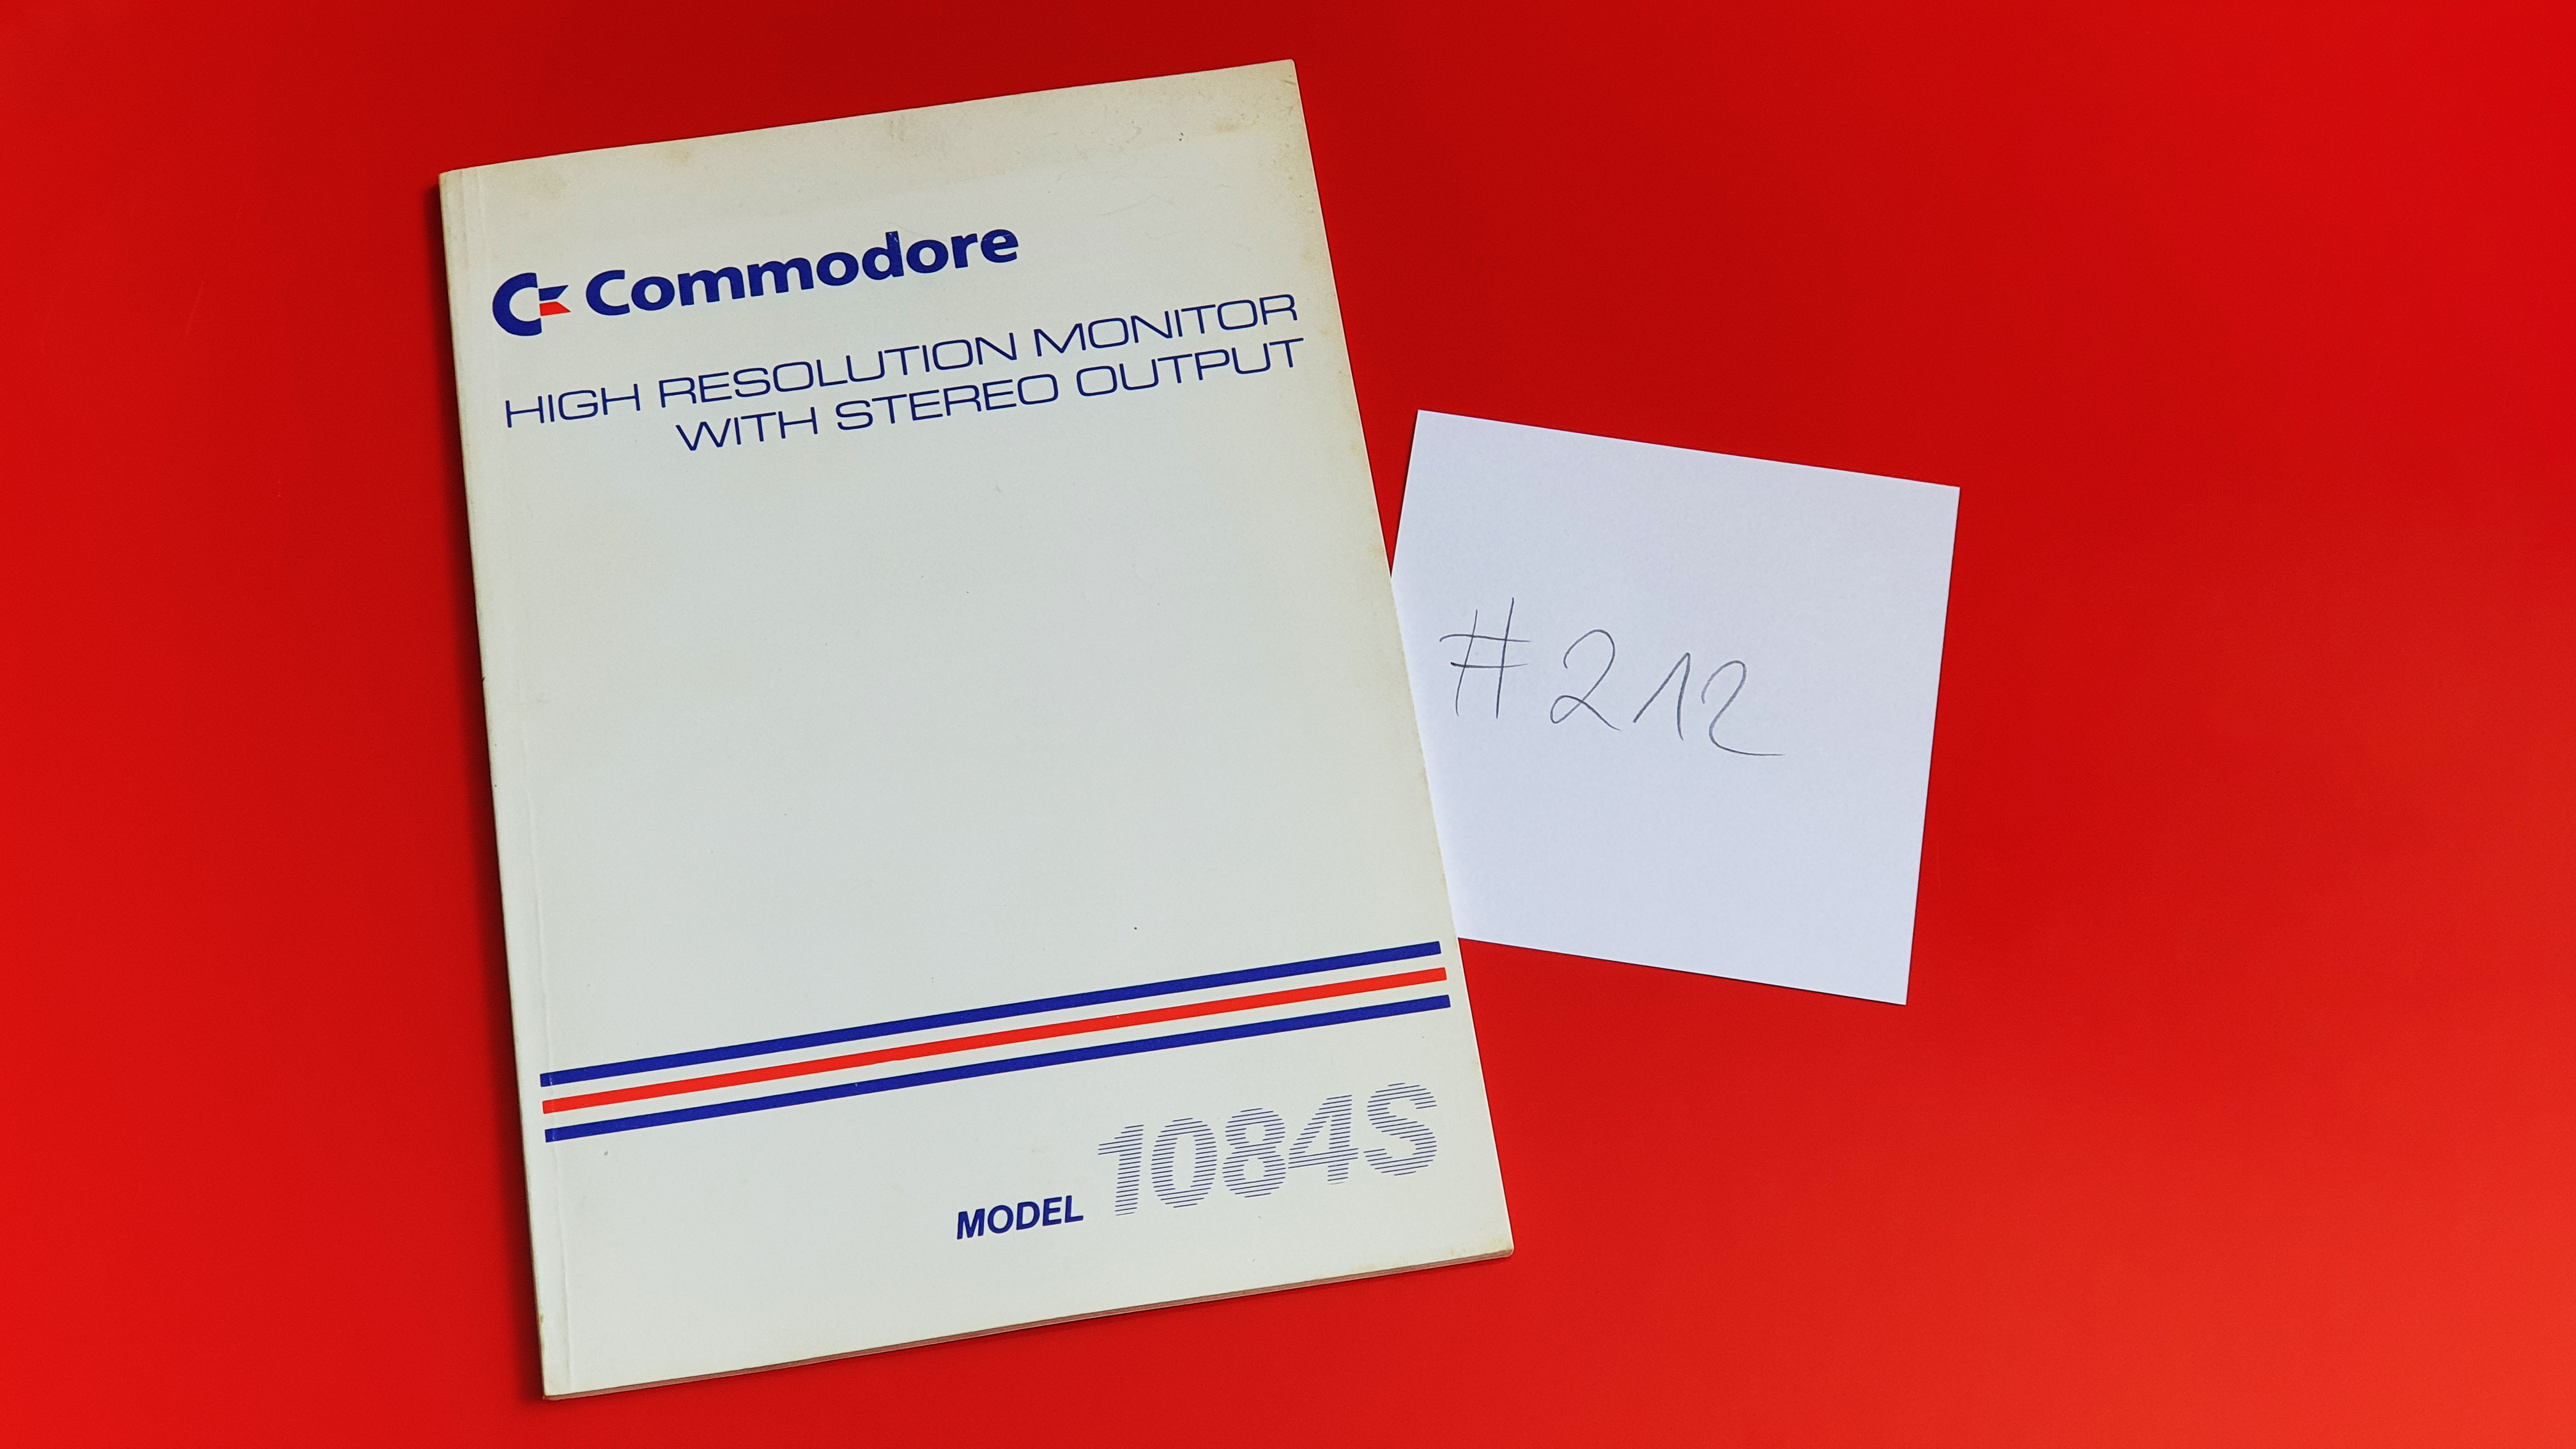 Commodore
HIGH RESOLUTION MONITOR
WITH STEREO OUTPUT
MODEL 1084S
#212